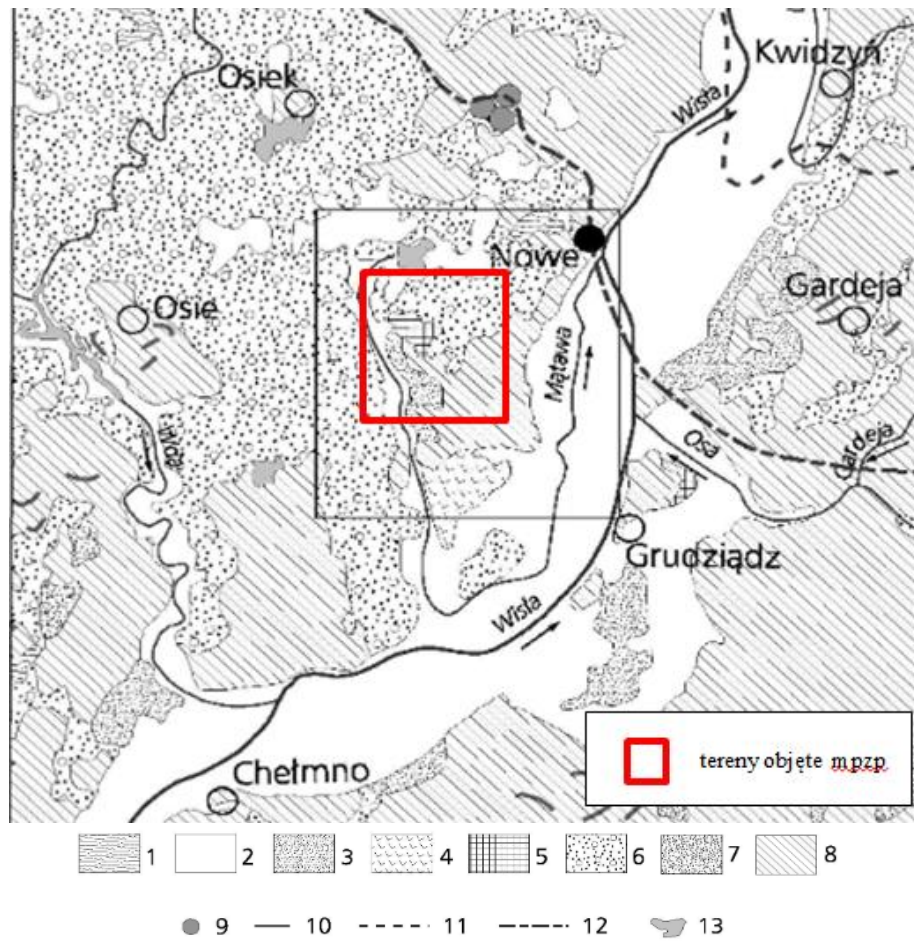 Osiek
Kwidzyń
Wisła
Nowe
Osie
Gardeja
Mątawa
Wda
Osa
Gardeja
Grudziądz
Wisła
Chełmno
tereny objęte mpzp
1 2 3 4 5 6 7 8
9 10 11 12 13